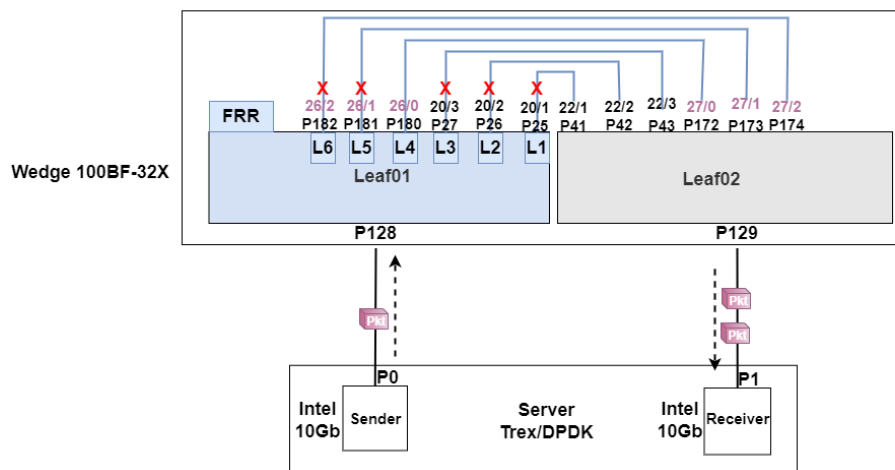 X X X X X
26/2 26/1 26/0 20/3 20/2 20/1 22/1 22/2 22/3 27/0 27/1 27/2
FRR
P182 P181 P180 P27 P26 P25 P41 P42 P43 P172 P173 P174
L6 L5 L4 L3 L2 L1
Wedge 100BF-32X
Leaf01
Leaf02
P128
P129
Pkt
Pkt
Pkt
P0
P1
Intel
10Gb
Sender
Server
Trex/DPDK
Intel
10Gb
Receiver